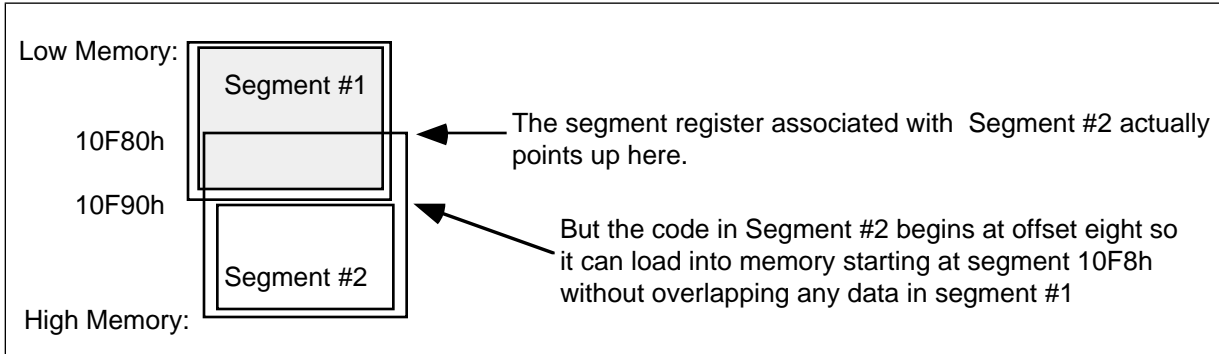 Low Memory:
Segment #1
10F80h
The segment register associated with Segment #2 actually
points up here.
10F90h
But the code in Segment #2 begins at offset eight so
it can load into memory starting at segment 10F8h
without overlapping any data in segment #1
Segment #2
High Memory: